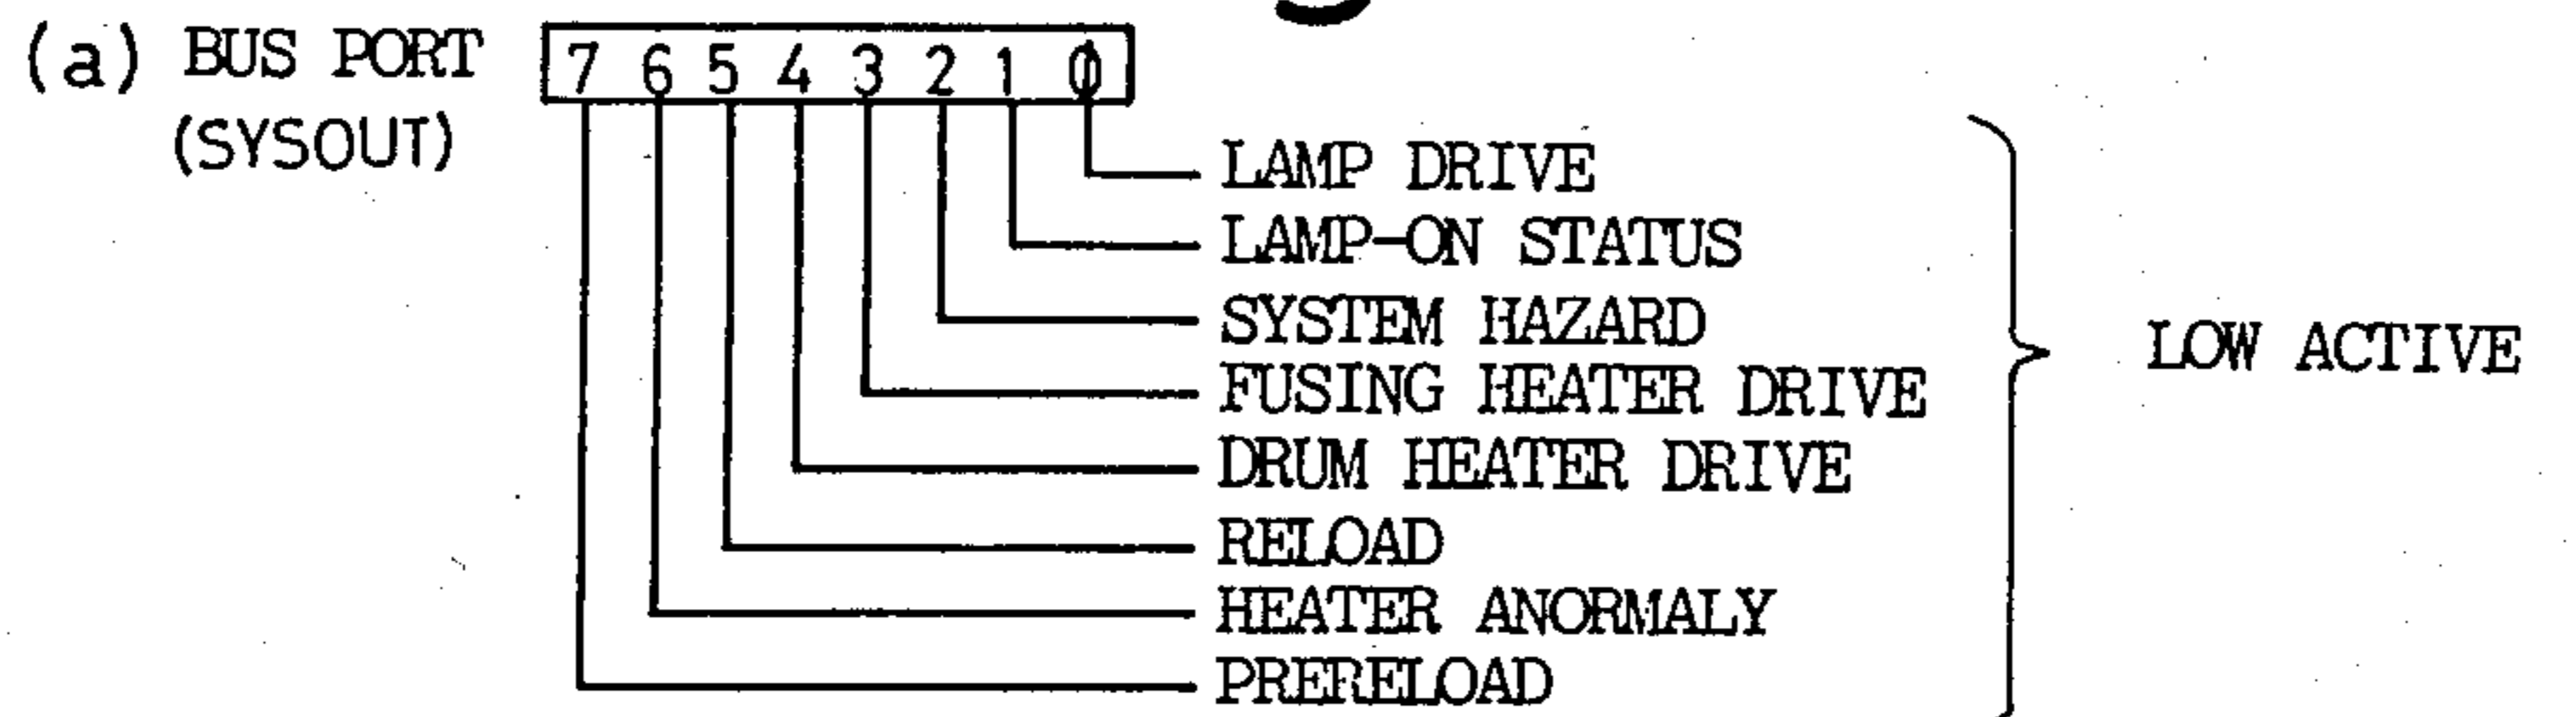 (a) BUS PORT 7 6 5 4 3 2 1 0
(SYSOUT)
LAMP DRIVE
LAMP-ON STATUS
SYSTEM HAZARD
FUSING HEATER DRIVE
LOW ACTIVE
DRUM HEATER DRIVE
RELOAD
HEATER ANORMALY
PRERELOAD